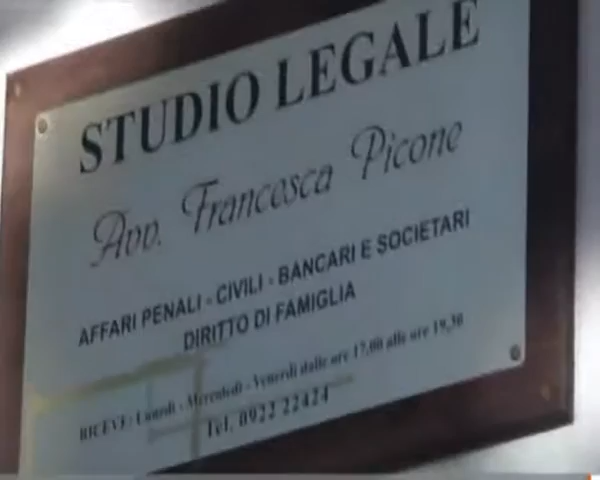 STUDIO LEGALE
Avv. Francesca Picone
AFFARI PENALI - CIVILI - BANCARI E SOCIETARI
DIRITTO DI FAMIGLIA
RICEVE: Lunedì - Mercoledì - Venerdì dalle ore 17,00 alle ore 19,30
Tel. 0922 22424